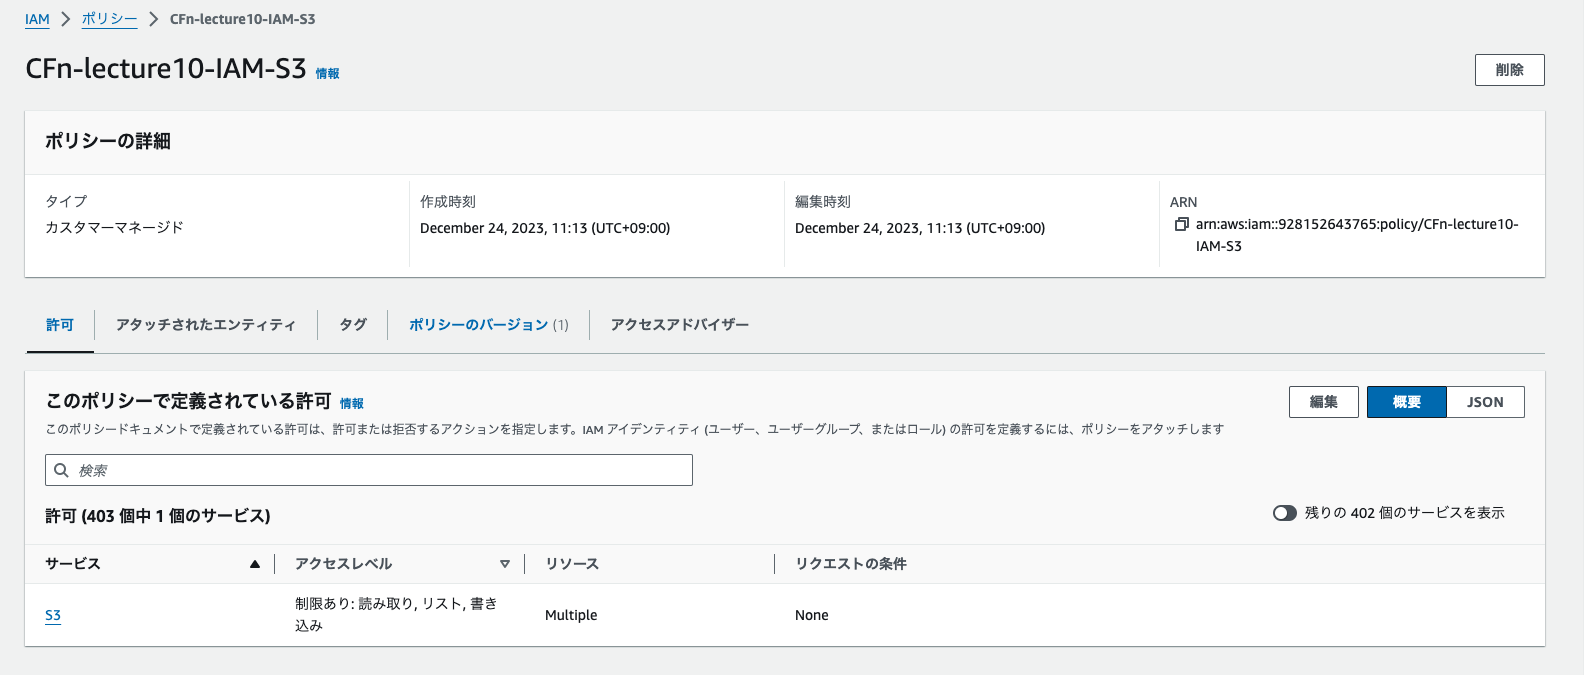 IAM > ポリシー > CFn-lecture10-IAM-S3
CFn-lecture10-IAM-S3 情報
削除
ポリシーの詳細
タイプ
カスタマーマネージド
作成時刻
December 24, 2023, 11:13 (UTC+09:00)
編集時刻
December 24, 2023, 11:13 (UTC+09:00)
ARN
arn:aws:iam::928152643765:policy/CFn-lecture10-
IAM-S3
許可 アタッチされたエンティティ タグ ポリシーのバージョン (1) アクセスアドバイザー
このポリシーで定義されている許可 情報
編集 概要 JSON
このポリシードキュメントで定義されている許可は、許可または拒否するアクションを指定します。IAM アイデンティティ (ユーザー、ユーザーグループ、またはロール) の許可を定義するには、ポリシーをアタッチします
検索
許可 (403 個中 1 個のサービス)
残りの 402 個のサービスを表示
サービス アクセスレベル リソース リクエストの条件
S3
制限あり: 読み取り, リスト, 書き
込み
Multiple
None